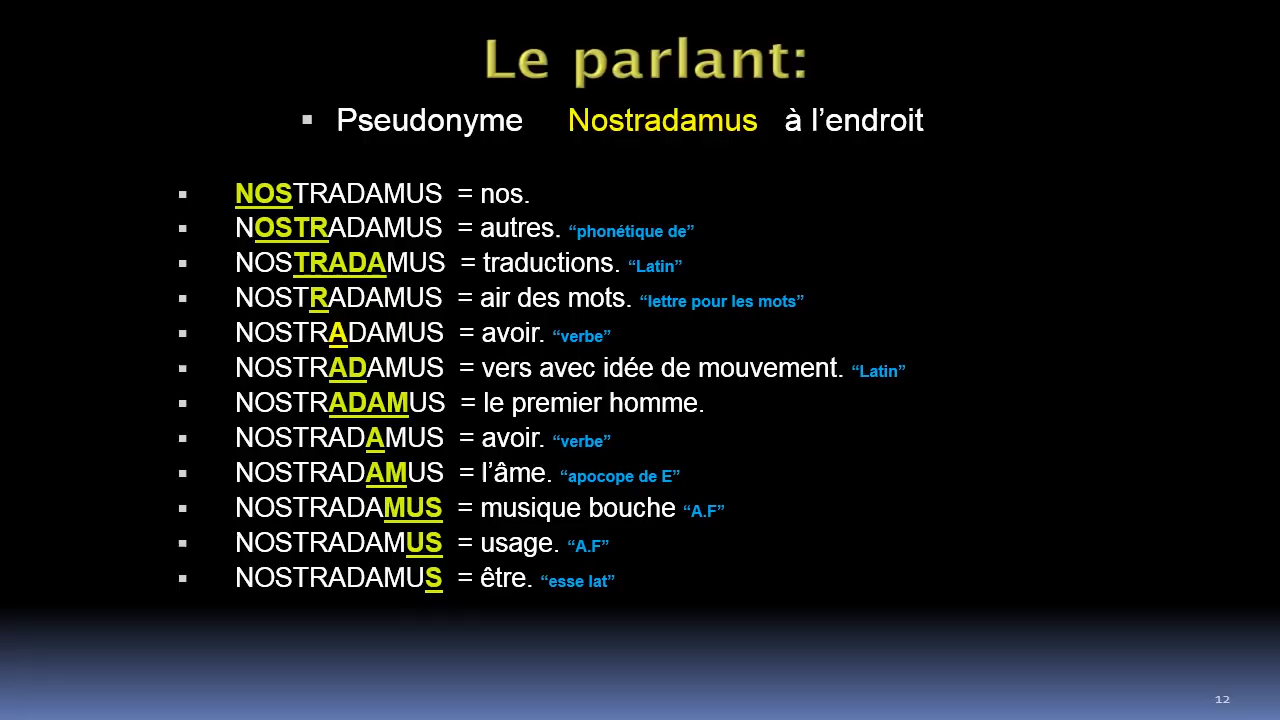 Le parlant:
▪ Pseudonyme Nostradamus à l’endroit
▪ NOSTRADAMUS = nos.
▪ NOSTRADAMUS = autres. “phonétique de”
▪ NOSTRADAMUS = traductions. “Latin”
▪ NOSTRADAMUS = air des mots. “lettre pour les mots”
▪ NOSTRADAMUS = avoir. “verbe”
▪ NOSTRADAMUS = vers avec idée de mouvement. “Latin”
▪ NOSTRADAMUS = le premier homme.
▪ NOSTRADAMUS = avoir. “verbe”
▪ NOSTRADAMUS = l’âme. “apocope de E”
▪ NOSTRADAMUS = musique bouche “A.F”
▪ NOSTRADAMUS = usage. “A.F”
▪ NOSTRADAMUS = être. “esse lat”
12